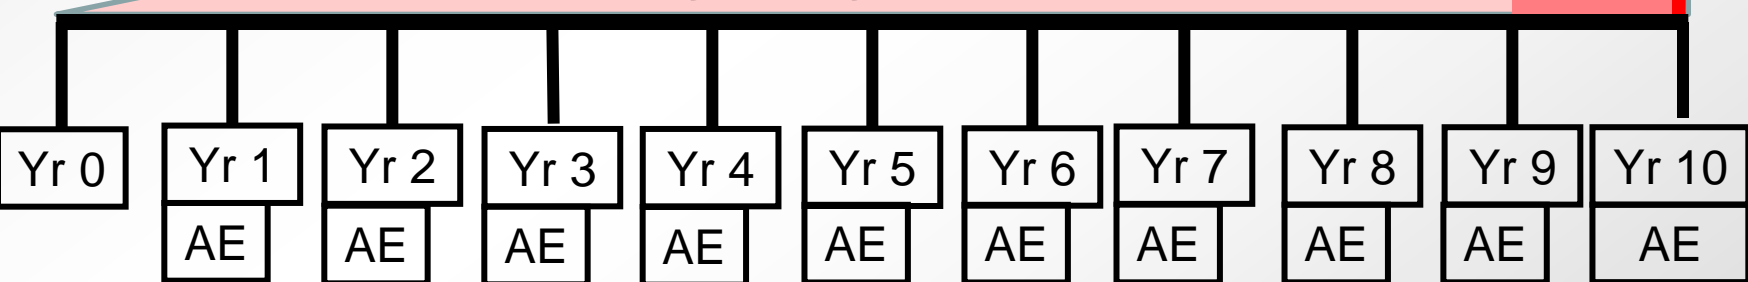 Yr 0 Yr 1 Yr 2 Yr 3 Yr 4 Yr 5 Yr 6 Yr 7 Yr 8 Yr 9 Yr 10
AE AE AE AE AE AE AE AE AE AE